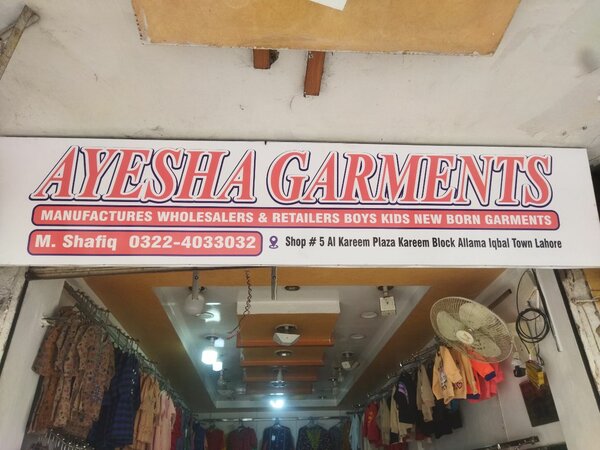 AYESHA GARMENTS
MANUFACTURES WHOLESALERS & RETAILERS BOYS KIDS NEW BORN GARMENTS
M. Shafiq 0322-4033032 Shop # 5 Al Kareem Plaza Kareem Block Allama Iqbal Town Lahore